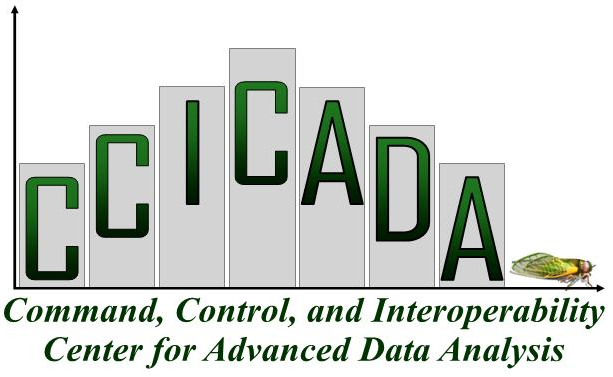 CCICADA
Command, Control, and Interoperability
Center for Advanced Data Analysis